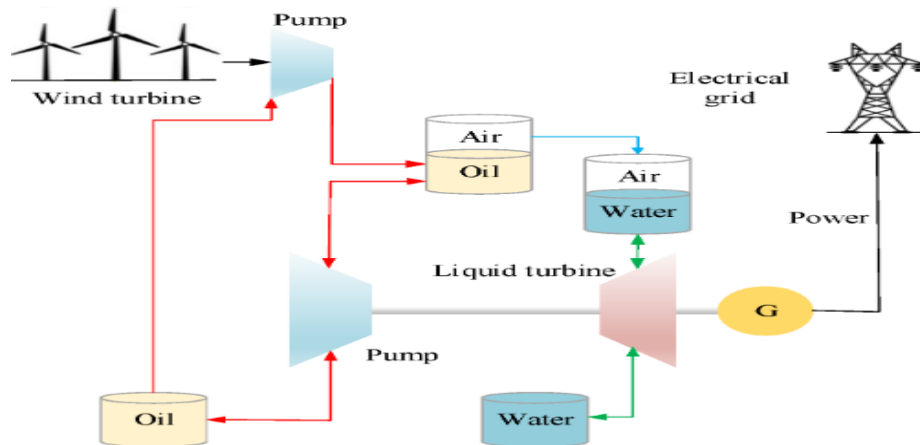 Pump
Wind turbine
Electrical
grid
Air
Oil
Air
Water
Power
Liquid turbine
G
Pump
Oil
Water